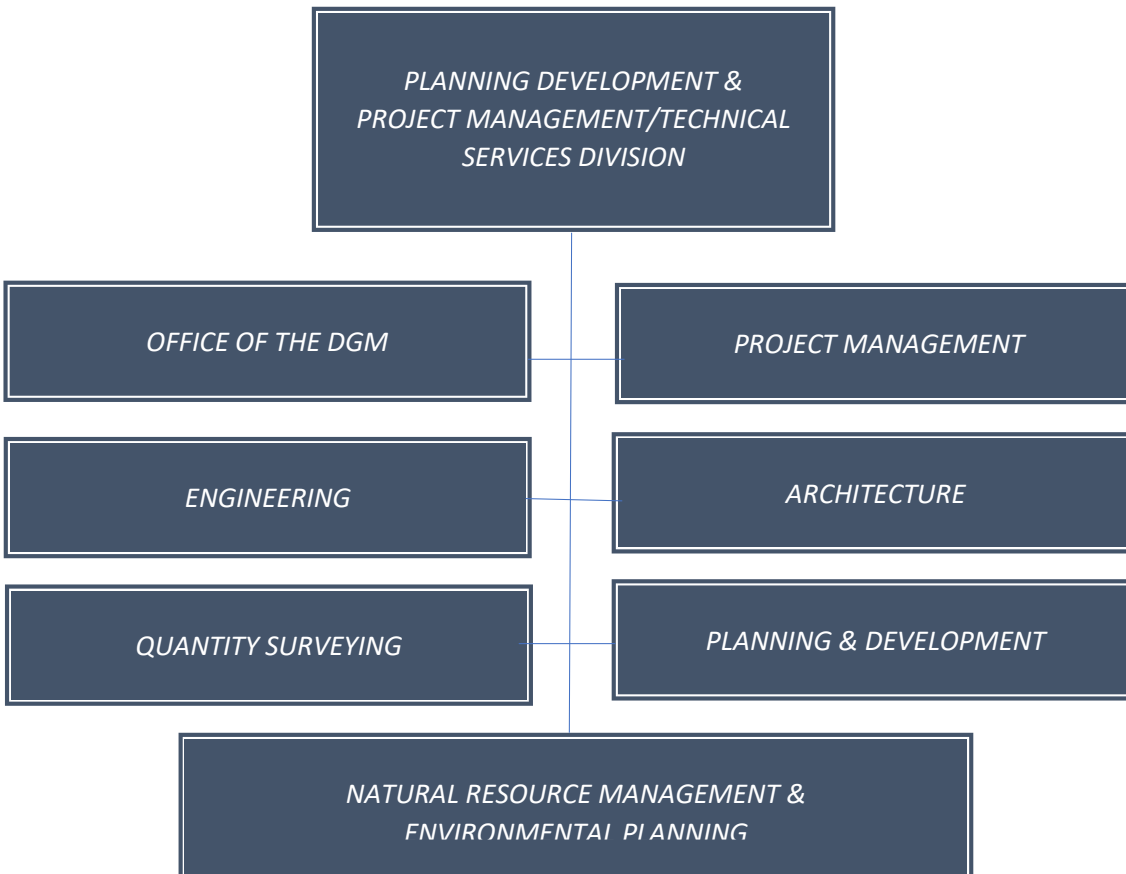 PLANNING DEVELOPMENT &
PROJECT MANAGEMENT/TECHNICAL
SERVICES DIVISION
OFFICE OF THE DGM
PROJECT MANAGEMENT
ENGINEERING
ARCHITECTURE
QUANTITY SURVEYING
PLANNING & DEVELOPMENT
NATURAL RESOURCE MANAGEMENT &
ENVIRONMENTAL PLANNING